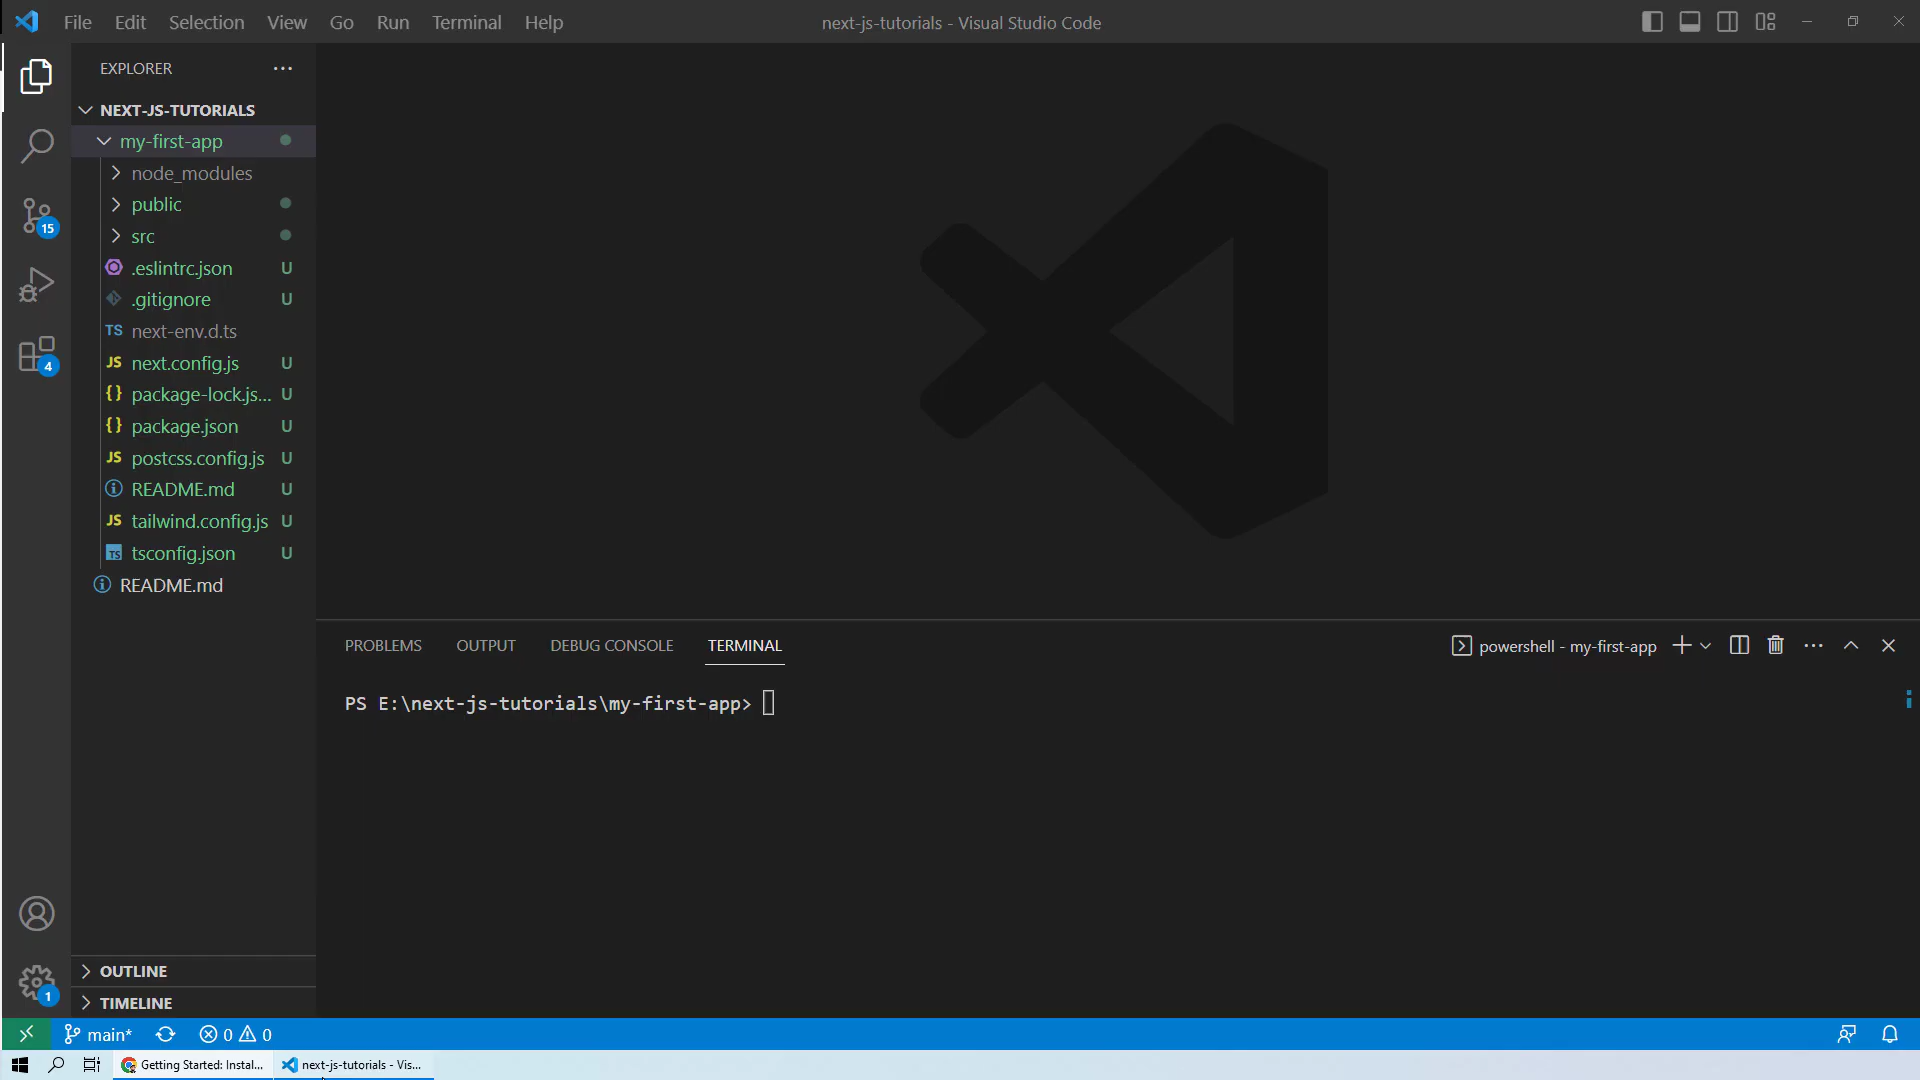 File Edit Selection View Go Run Terminal Help
next-js-tutorials - Visual Studio Code
EXPLORER
NEXT-JS-TUTORIALS
my-first-app
node_modules
public
src
.eslintrc.json U
.gitignore U
TS next-env.d.ts
JS next.config.js U
{} package-lock.js... U
{} package.json U
JS postcss.config.js U
README.md U
JS tailwind.config.js U
TS tsconfig.json U
README.md
15
4
1
OUTLINE
TIMELINE
PROBLEMS OUTPUT DEBUG CONSOLE TERMINAL
powershell - my-first-app
PS E:\next-js-tutorials\my-first-app>
main* 0 0
Getting Started: Instal... next-js-tutorials - Vis...